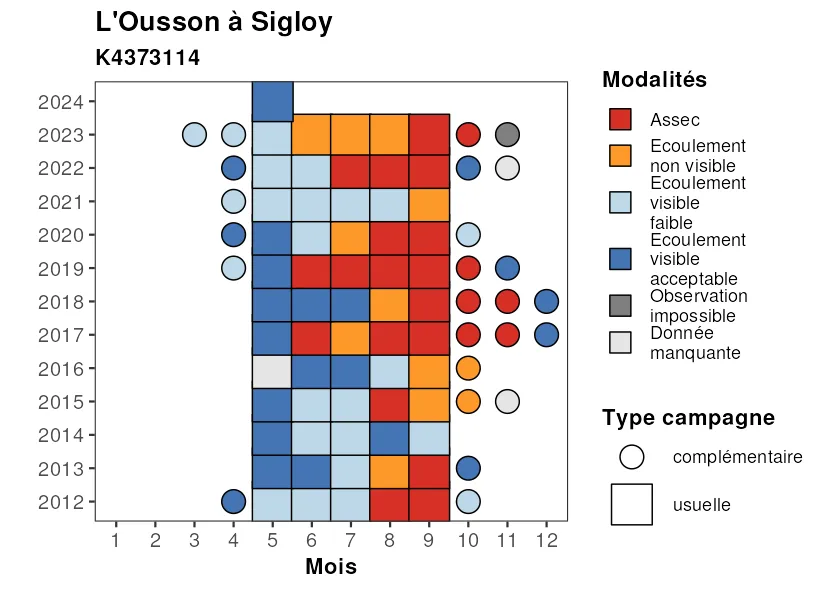 L'Ousson à Sigloy
K4373114
2024
2023
2022
2021
2020
2019
2018
2017
2016
2015
2014
2013
2012
1 2 3 4 5 6 7 8 9 10 11 12
Mois
Modalités
Assec
Ecoulement
non visible
Ecoulement
visible
faible
Ecoulement
visible
acceptable
Observation
impossible
Donnée
manquante
Type campagne
complémentaire
usuelle